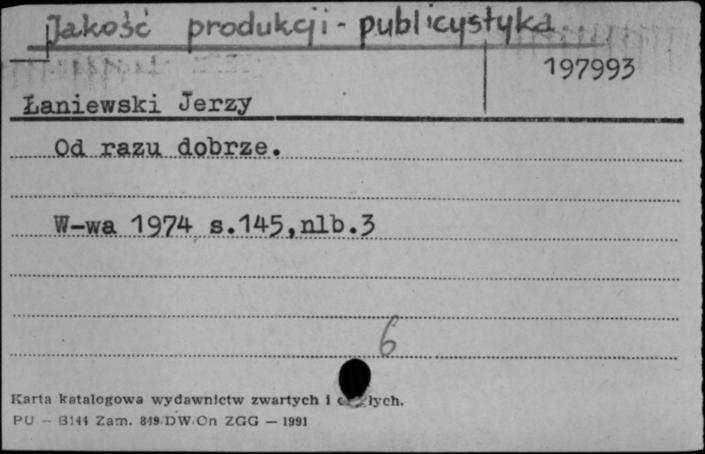 Jakość produkcji - publicystyka
197993
Łaniewski Jerzy
Od razu dobrze.
W-wa 1974 s.145,nlb.3
6
Karta katalogowa wydawnictw zwartych i
PU - B144 Zam. 849/DW/On ZGG — 1991